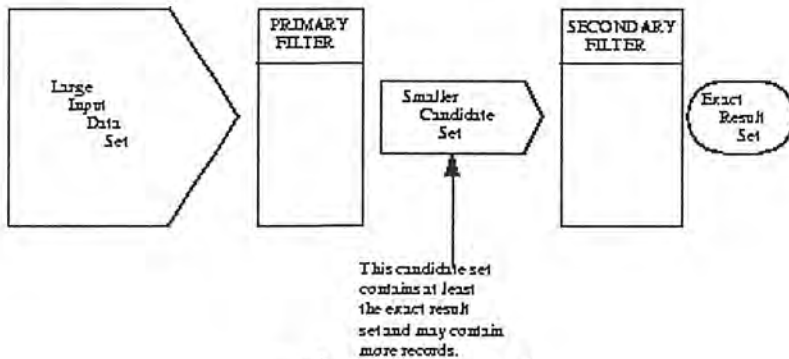 Large
Input
Data
Set
PRIMARY
FILTER
Smaller
Candidate
Set
SECONDARY
FILTER
Exact
Result
Set
This candidate set
contains at least
the exact result
set and may contain
more records.